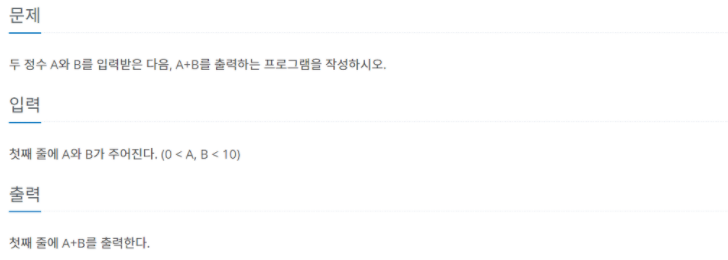 문제
두 정수 A와 B를 입력받은 다음, A+B를 출력하는 프로그램을 작성하시오.
입력
첫째 줄에 A와 B가 주어진다. (0 < A, B < 10)
출력
첫째 줄에 A+B를 출력한다.